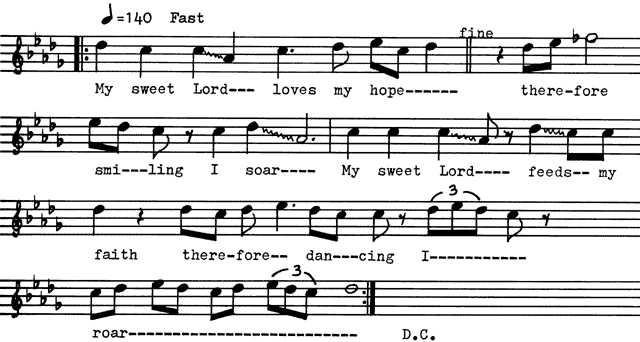 ♩=140 Fast
fine
My sweet Lord--- loves my hope------ there-fore
3
smi---ling I soar----- My sweet Lord---- feeds-- my
3
faith there-fore-- dan---cing I-----------
3
roar------------------------- D.C.